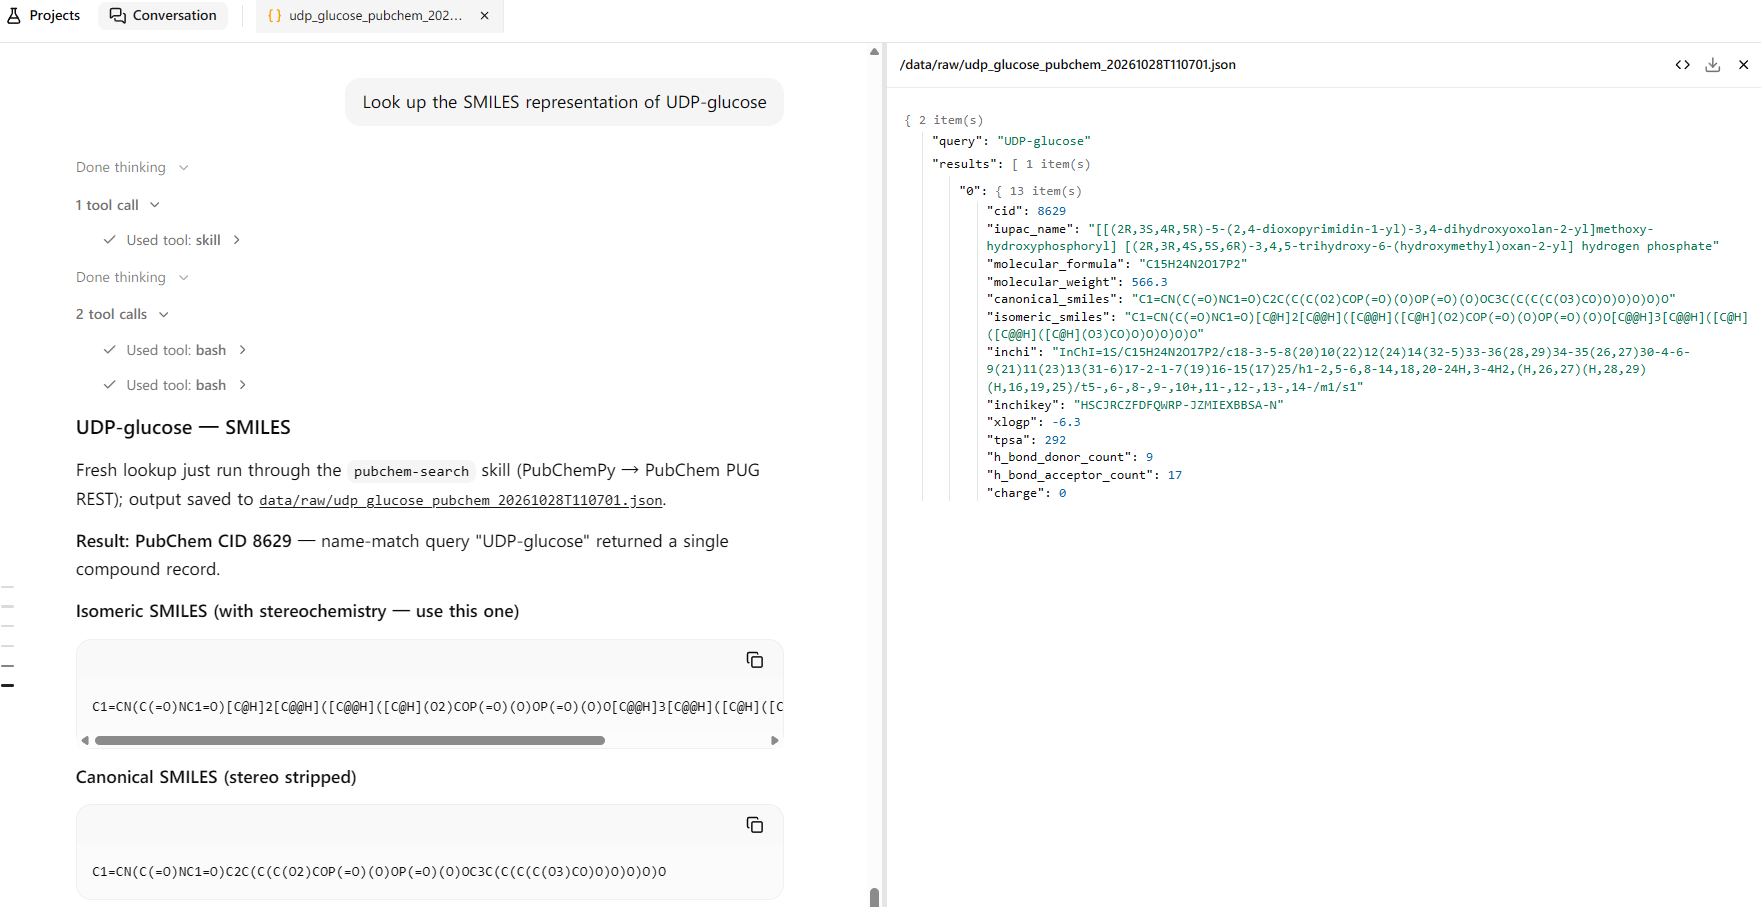 Projects
Conversation
{} udp_glucose_pubchem_202...
Look up the SMILES representation of UDP-glucose
Done thinking
1 tool call
Used tool: skill
Done thinking
2 tool calls
Used tool: bash
Used tool: bash
UDP-glucose — SMILES
Fresh lookup just run through the pubchem-search skill (PubChemPy → PubChem PUG
REST); output saved to data/raw/udp_glucose_pubchem_20261028T110701.json.
Result: PubChem CID 8629 — name-match query "UDP-glucose" returned a single
compound record.
Isomeric SMILES (with stereochemistry — use this one)
C1=CN(C(=O)NC1=O)[C@H]2[C@@H]([C@@H]([C@H](O2)COP(=O)(O)OP(=O)(O)O[C@@H]3[C@@H]([C@H]([C
Canonical SMILES (stereo stripped)
C1=CN(C(=O)NC1=O)C2C(C(C(O2)COP(=O)(O)OP(=O)(O)OC3C(C(C(C(O3)CO)O)O)O)O)O
/data/raw/udp_glucose_pubchem_20261028T110701.json
{ 2 item(s)
"query": "UDP-glucose"
"results": [ 1 item(s)
"0": { 13 item(s)
"cid": 8629
"iupac_name": "[[(2R,3S,4R,5R)-5-(2,4-dioxopyrimidin-1-yl)-3,4-dihydroxyoxolan-2-yl]methoxy-
hydroxyphosphoryl] [(2R,3R,4S,5S,6R)-3,4,5-trihydroxy-6-(hydroxymethyl)oxan-2-yl] hydrogen phosphate"
"molecular_formula": "C15H24N2O17P2"
"molecular_weight": 566.3
"canonical_smiles": "C1=CN(C(=O)NC1=O)C2C(C(C(O2)COP(=O)(O)OP(=O)(O)OC3C(C(C(C(O3)CO)O)O)O)O)O"
"isomeric_smiles": "C1=CN(C(=O)NC1=O)[C@H]2[C@@H]([C@@H]([C@H](O2)COP(=O)(O)OP(=O)(O)O[C@@H]3[C@@H]([C@H]
([C@@H]([C@H](O3)CO)O)O)O)O)O"
"inchi": "InChI=1S/C15H24N2O17P2/c18-3-5-8(20)10(22)12(24)14(32-5)33-36(28,29)34-35(26,27)30-4-6-
9(21)11(23)13(31-6)17-2-1-7(19)16-15(17)25/h1-2,5-6,8-14,18,20-24H,3-4H2,(H,26,27)(H,28,29)
(H,16,19,25)/t5-,6-,8-,9-,10+,11-,12-,13-,14-/m1/s1"
"inchikey": "HSCJRCZFDFQWRP-JZMIEXBBSA-N"
"xlogp": -6.3
"tpsa": 292
"h_bond_donor_count": 9
"h_bond_acceptor_count": 17
"charge": 0